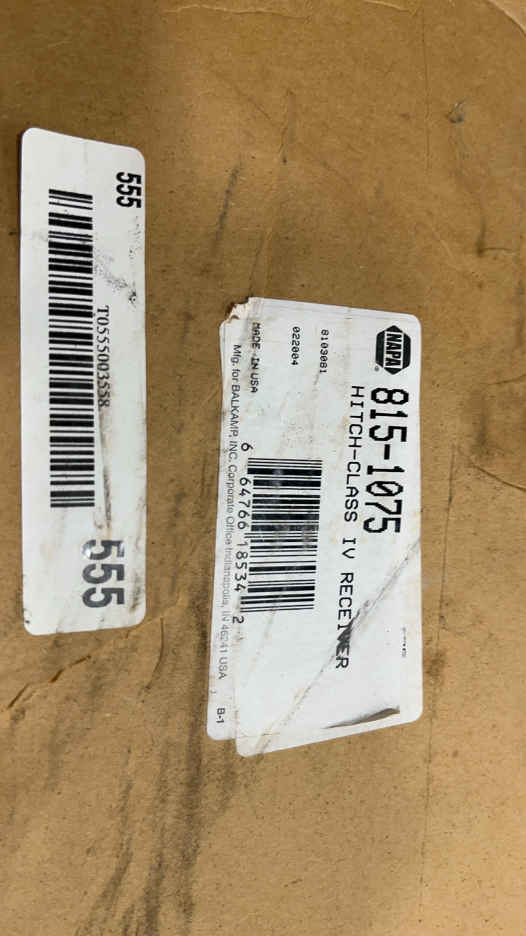 NAPA
815-1075
HITCH-CLASS IV RECEIVER
8109081
022004
6 64766 18534 2
MADE IN USA
Mfg. for BALKAMP, INC. Corporate Office Indianapolis, IN 46241 USA
B-1
555
T0555003558
555